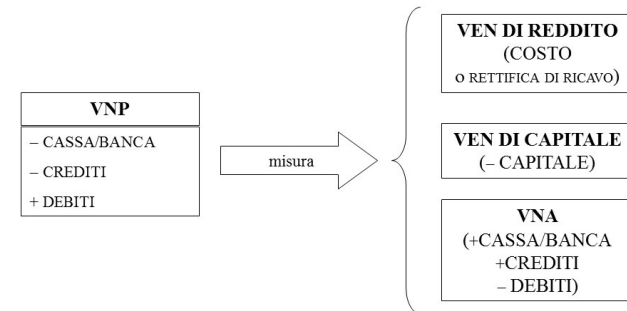 VNP
– CASSA/BANCA
– CREDITI
+ DEBITI
misura
VEN DI REDDITO
(COSTO
O RETTIFICA DI RICAVO)
VEN DI CAPITALE
(– CAPITALE)
VNA
(+CASSA/BANCA
+CREDITI
– DEBITI)